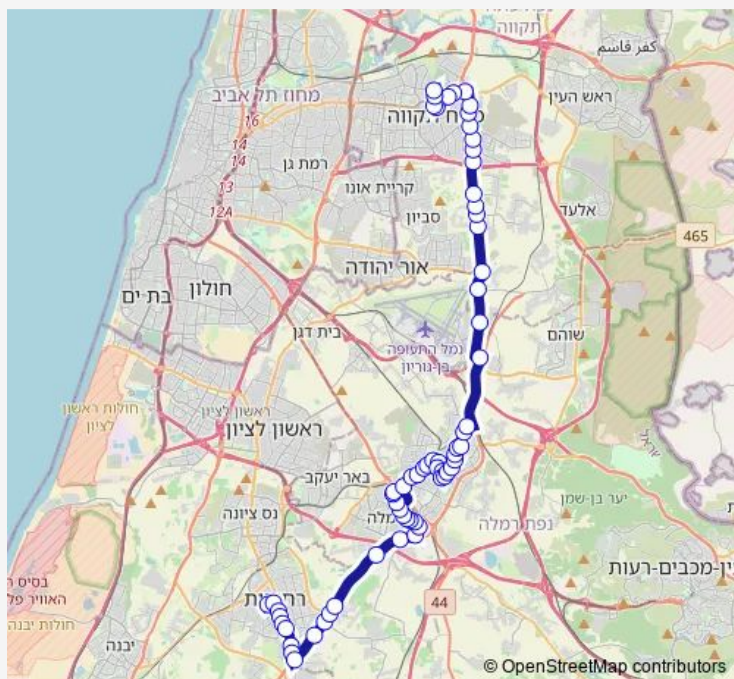 תקווה
כפר קאסם
מחוז תל אביב
ראש העין
16
14
14
רמת גן
קריית אונו
13
12A
סביון
אלעד
465
אור יהודה
חולון
בת ים
בית דגן
נמל התעופה
בן-גוריון
שוהם
חולות ראשון
לציון
ראשון לציון
ראשון לציון
באר יעקב
יער בן-שמן
נס ציונה
רמלה
נפת רמלה
בסיס ח
האוויר פל
חולות יבנה
44
יבנה
© OpenStreetMap contributors